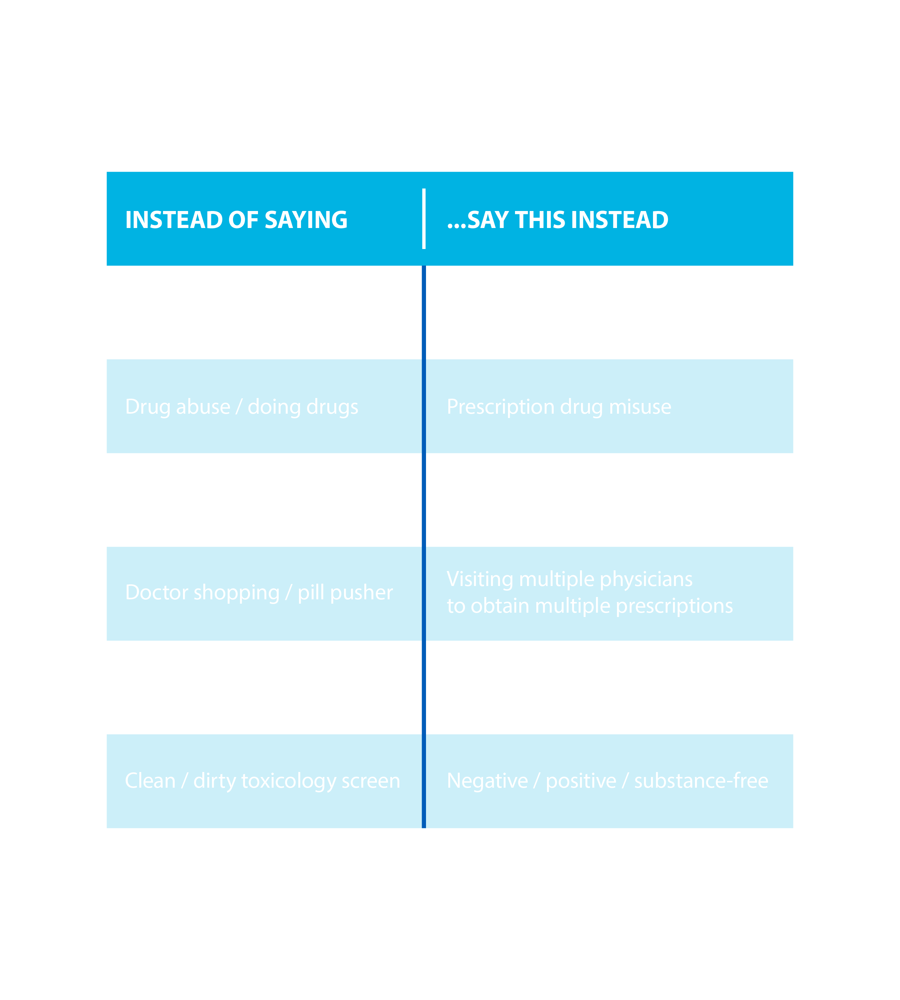 INSTEAD OF SAYING
...SAY THIS INSTEAD
Drug abuse / doing drugs
Prescription drug misuse
Doctor shopping / pill pusher
Visiting multiple physicians
to obtain multiple prescriptions
Clean / dirty toxicology screen
Negative / positive / substance-free